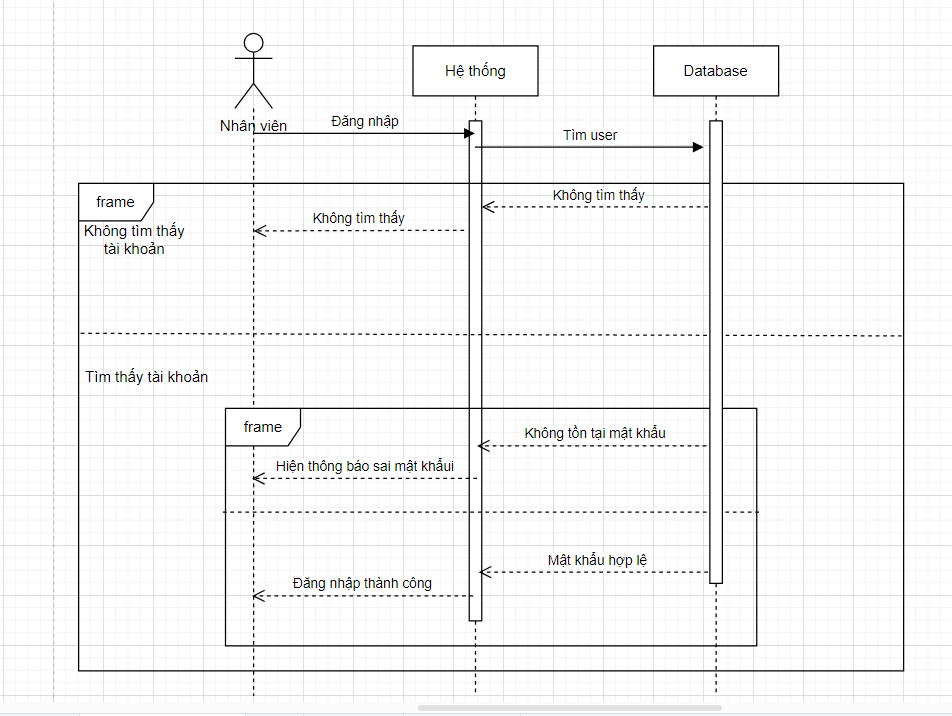 Hệ thống
Database
Nhân viên
Đăng nhập
Tìm user
frame
Không tìm thấy
Không tìm thấy
Không tìm thấy
tài khoản
Tìm thấy tài khoản
frame
Không tồn tại mật khẩu
Hiện thông báo sai mật khẩui
Mật khẩu hợp lệ
Đăng nhập thành công